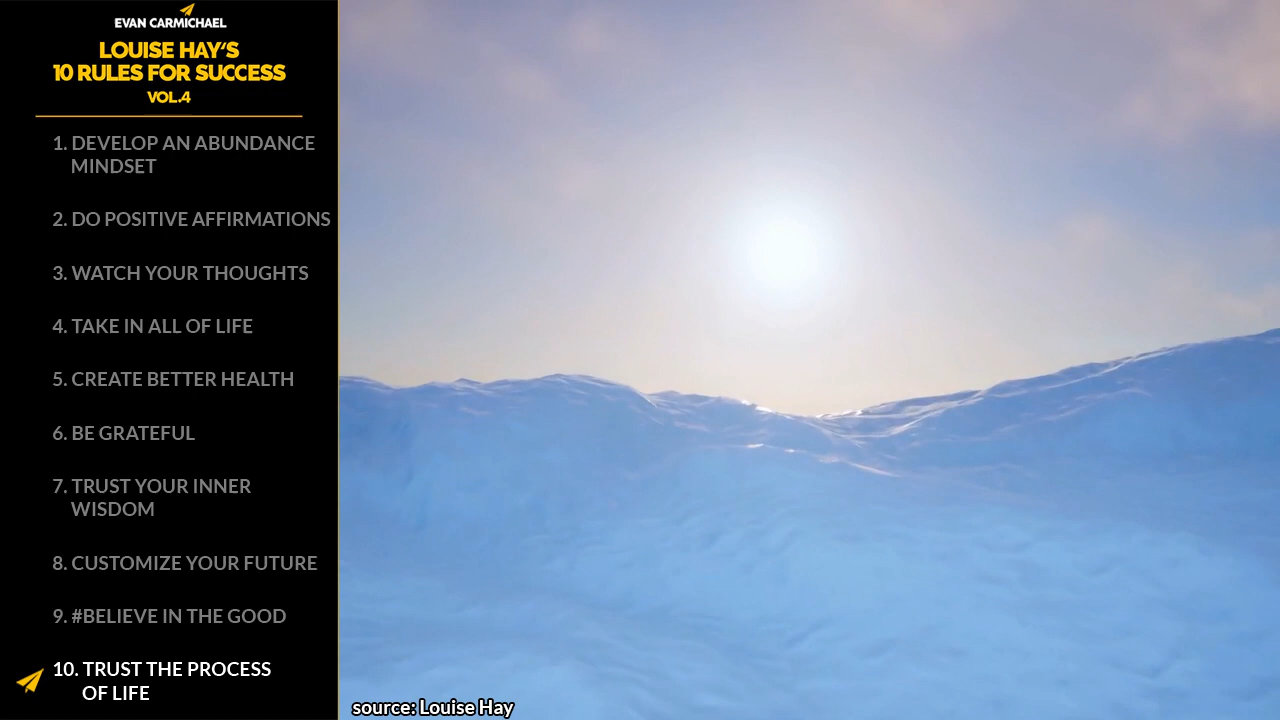 EVAN CARMICHAEL
LOUISE HAY'S
10 RULES FOR SUCCESS
VOL.4
1. DEVELOP AN ABUNDANCE
MINDSET
2. DO POSITIVE AFFIRMATIONS
3. WATCH YOUR THOUGHTS
4. TAKE IN ALL OF LIFE
5. CREATE BETTER HEALTH
6. BE GRATEFUL
7. TRUST YOUR INNER
WISDOM
8. CUSTOMIZE YOUR FUTURE
9. #BELIEVE IN THE GOOD
10. TRUST THE PROCESS
OF LIFE
source: Louise Hay